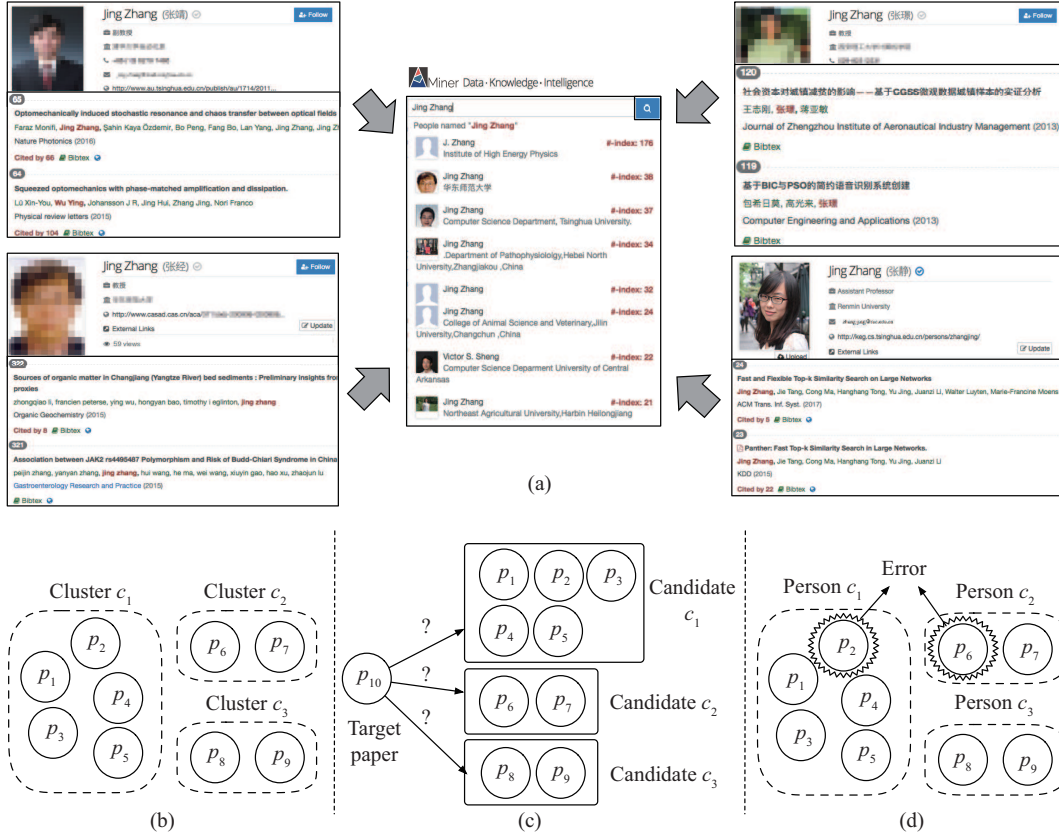 Jing Zhang (张靖)
Follow
副教授
65
Optomechanically induced stochastic resonance and chaos transfer between optical fields
Faraz Monifi, Jing Zhang, Şahin Kaya Özdemir, Bo Peng, Fang Bo, Lan Yang, Jing Zhang, Jing Z
Nature Photonics (2016)
Cited by 66 Bibtex
64
Squeezed optomechanics with phase-matched amplification and dissipation.
Lü Xin-You, Wu Ying, Johansson J R, Jing Hui, Zhang Jing, Nori Franco
Physical review letters (2015)
Cited by 104 Bibtex
Jing Zhang (张经)
Follow
教授
External Links
Update
59 views
322
Sources of organic matter in Changjiang (Yangtze River) bed sediments : Preliminary insights from
proxies
zhongqiao li, francien peterse, ying wu, hongyan bao, timothy i eglinton, jing zhang
Organic Geochemistry (2015)
Cited by 8 Bibtex
321
Association between JAK2 rs4495487 Polymorphism and Risk of Budd-Chiari Syndrome in China
peijin zhang, yanyan zhang, jing zhang, hui wang, he ma, wei wang, xiuyin gao, hao xu, zhaojun lu
Gastroenterology Research and Practice (2015)
Bibtex
AMiner Data·Knowledge·Intelligence
Jing Zhang
People named "Jing Zhang"
J. Zhang #-index: 176
Institute of High Energy Physics
Jing Zhang #-index: 38
华东师范大学
Jing Zhang #-index: 37
Computer Science Department, Tsinghua University.
Jing Zhang #-index: 34
.Department of Pathophysiololgy,Hebei North
University,Zhangjiakou ,China
Jing Zhang #-index: 32
Jing Zhang #-index: 24
College of Animal Science and Veterinary,Jilin
University,Changchun ,China
Victor S. Sheng #-index: 22
Computer Science Deparment University of Central
Arkansas
Jing Zhang #-index: 21
Northeast Agricultural University,Harbin Heilongjiang
Jing Zhang (张璟)
Follow
教授
120
社会资本对城镇减贫的影响——基于CGSS微观数据城镇样本的实证分析
王志刚, 张璟, 蒋亚敏
Journal of Zhengzhou Institute of Aeronautical Industry Management (2013)
Bibtex
119
基于BIC与PSO的简约语音识别系统创建
包希日莫, 高光来, 张璟
Computer Engineering and Applications (2013)
Bibtex
Jing Zhang (张静)
Follow
Assistant Professor
Renmin University
http://keg.cs.tsinghua.edu.cn/persons/zhangjing/
Upload
External Links
Update
24
Fast and Flexible Top-k Similarity Search on Large Networks
Jing Zhang, Jie Tang, Cong Ma, Hanghang Tong, Yu Jing, Juanzi Li, Walter Luyten, Marie-Francine Moens
ACM Trans. Inf. Syst. (2017)
Cited by 5 Bibtex
23
Panther: Fast Top-k Similarity Search in Large Networks.
Jing Zhang, Jie Tang, Cong Ma, Hanghang Tong, Yu Jing, Juanzi Li
KDD (2015)
Cited by 22 Bibtex
(a)
Cluster c1
p2
p1
p4
p3
p5
Cluster c2
p6 p7
Cluster c3
p8 p9
(b)
p10
Target
paper
?
?
?
p1 p2 p3
p4 p5
Candidate
c1
p6 p7
Candidate c2
p8 p9
Candidate c3
(c)
Error
Person c1
p2
p1
p4
p3
p5
Person c2
p6 p7
Person c3
p8 p9
(d)